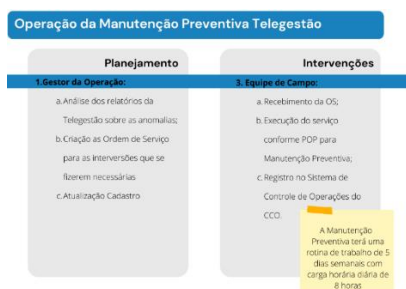 Operação da Manutenção Preventiva Telegestão
Planejamento
1.Gestor da Operação:
a.Análise dos relatórios da
Telegestão sobre as anomalias;
b.Criação as Ordem de Serviço
para as interversões que se
fizerem necessárias
c.Atualização Cadastro
Intervenções
3. Equipe de Campo:
a. Recebimento da OS;
b. Execução do serviço
conforme POP para
Manutenção Preventiva;
c. Registro no Sistema de
Controle de Operações do
CCO.
A Manutenção
Preventiva terá uma
rotina de trabalho de 5
dias semanais com
carga horária diária de
8 horas